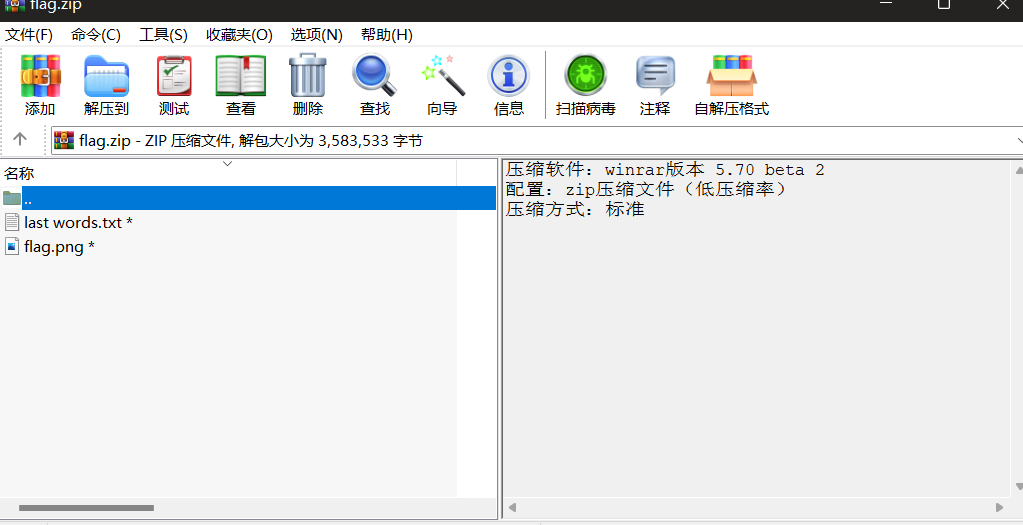 flag.zip
文件(F) 命令(C) 工具(S) 收藏夹(O) 选项(N) 帮助(H)
添加 解压到 测试 查看 删除 查找 向导 信息 扫描病毒 注释 自解压格式
flag.zip - ZIP 压缩文件, 解包大小为 3,583,533 字节
名称
..
last words.txt *
flag.png *
压缩软件：winrar版本 5.70 beta 2
配置：zip压缩文件（低压缩率）
压缩方式：标准